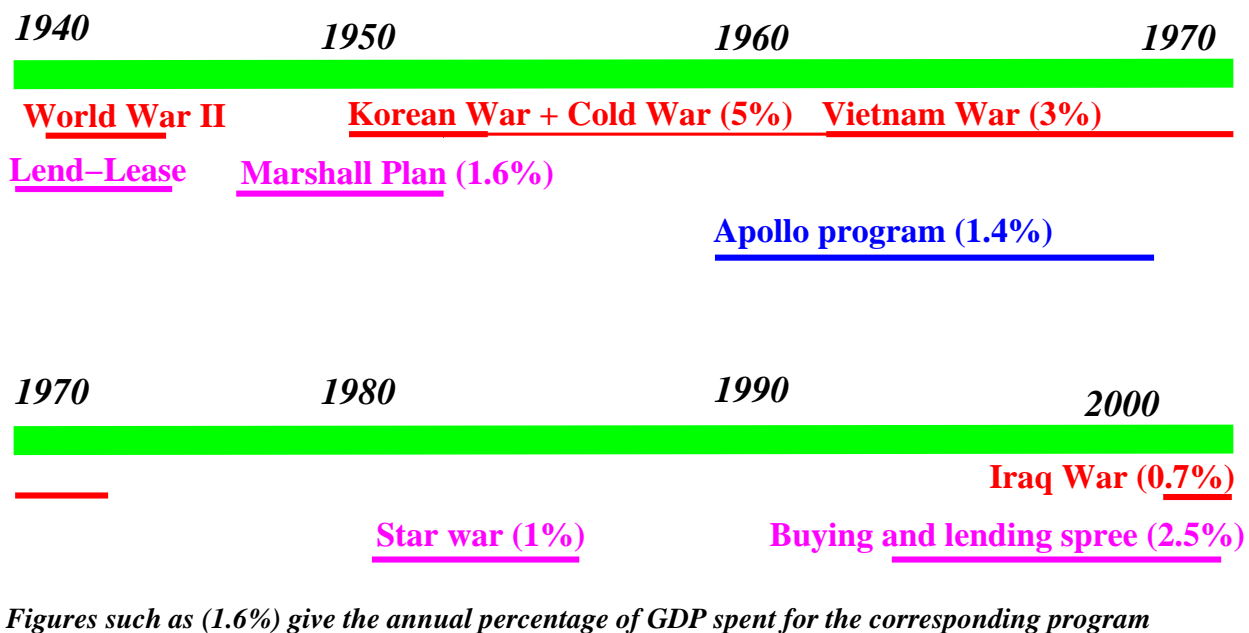 1940 1950 1960 1970
World War II Korean War + Cold War (5%) Vietnam War (3%)
Lend−Lease Marshall Plan (1.6%)
Apollo program (1.4%)
1970 1980 1990 2000
Iraq War (0.7%)
Star war (1%) Buying and lending spree (2.5%)
Figures such as (1.6%) give the annual percentage of GDP spent for the corresponding program